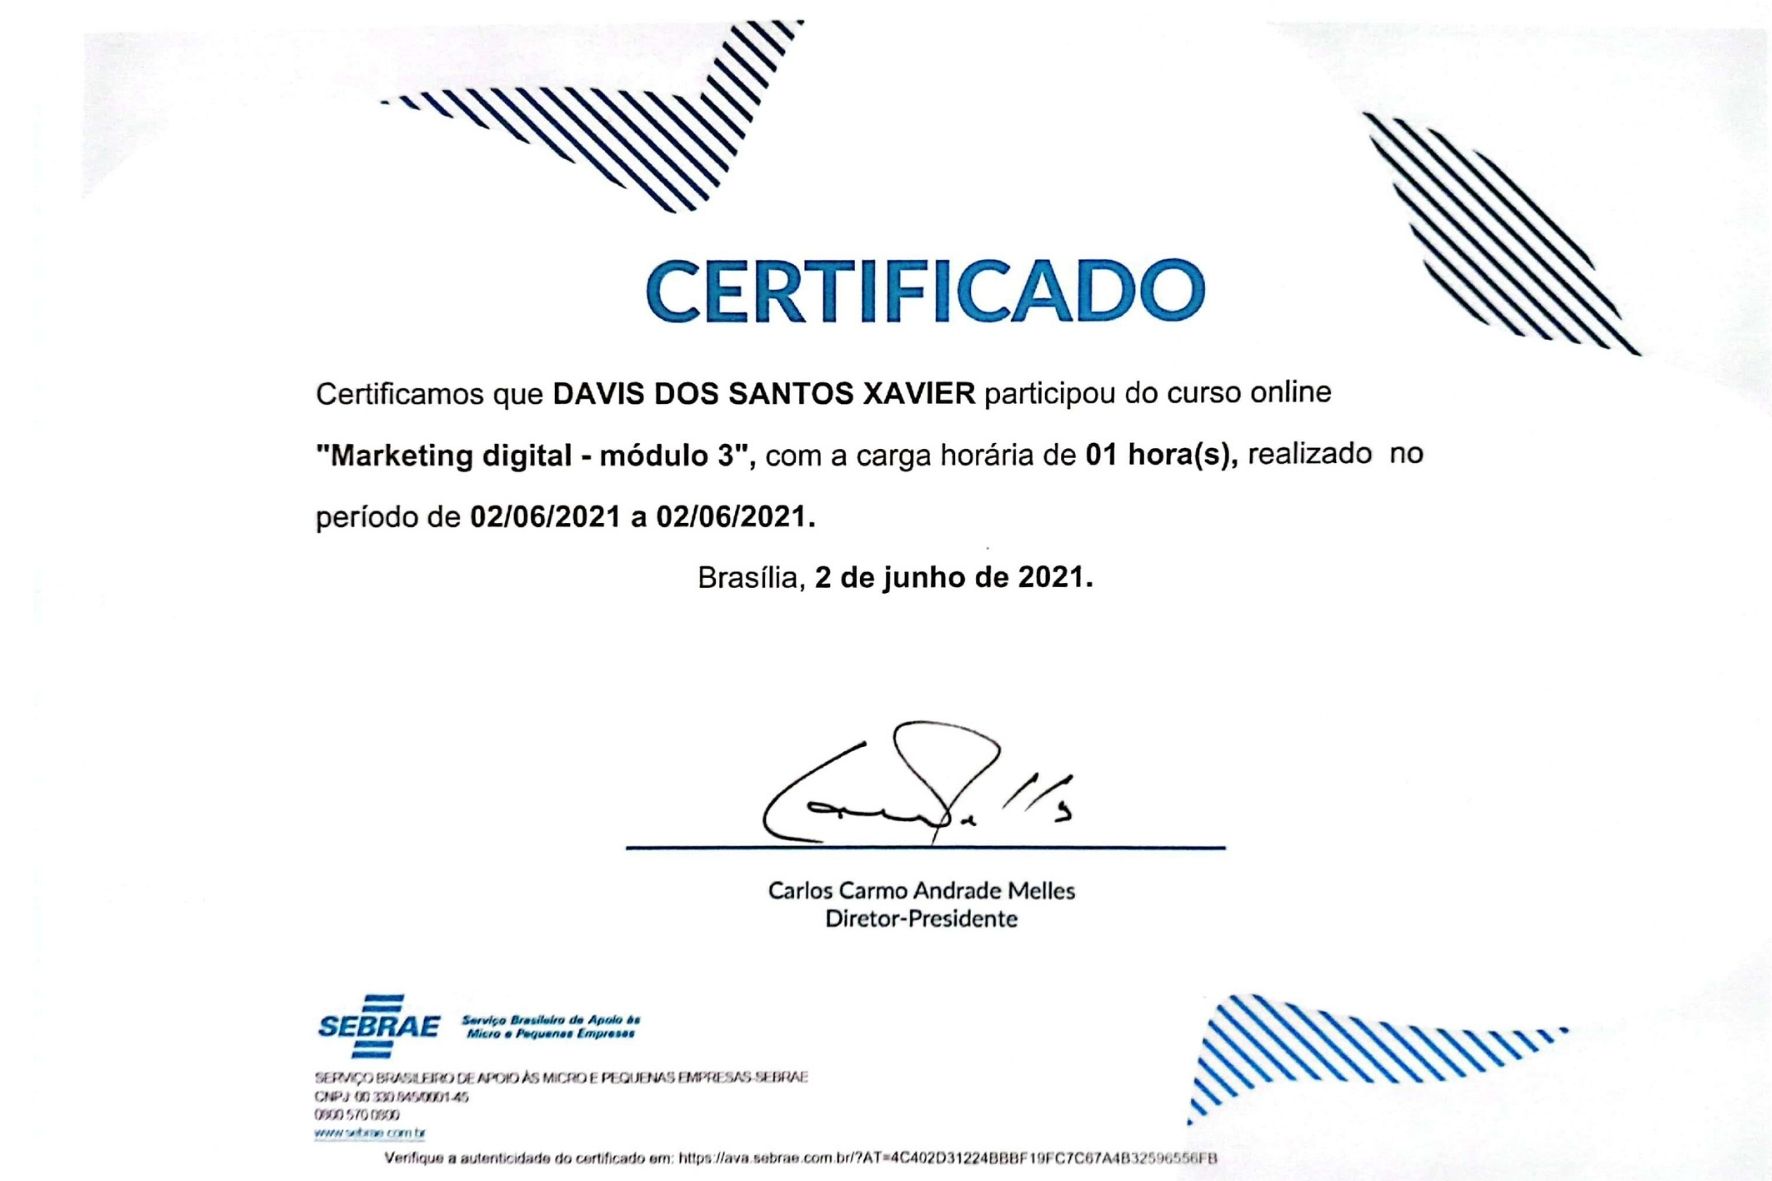 CERTIFICADO
Certificamos que DAVIS DOS SANTOS XAVIER participou do curso online
"Marketing digital - módulo 3", com a carga horária de 01 hora(s), realizado no
período de 02/06/2021 a 02/06/2021.
Brasília, 2 de junho de 2021.
Carlos Carmo Andrade Melles
Diretor-Presidente
SEBRAE
Serviço Brasileiro de Apoio às
Micro e Pequenas Empresas
SERVIÇO BRASILEIRO DE APOIO ÀS MICRO E PEQUENAS EMPRESAS-SEBRAE
CNPJ: 00.330.845/0001-45
0800 570 0800
www.sebrae.com.br
Verifique a autenticidade do certificado em: https://ava.sebrae.com.br/?AT=4C402D31224BBBF19FC7C67A4B32596556FB